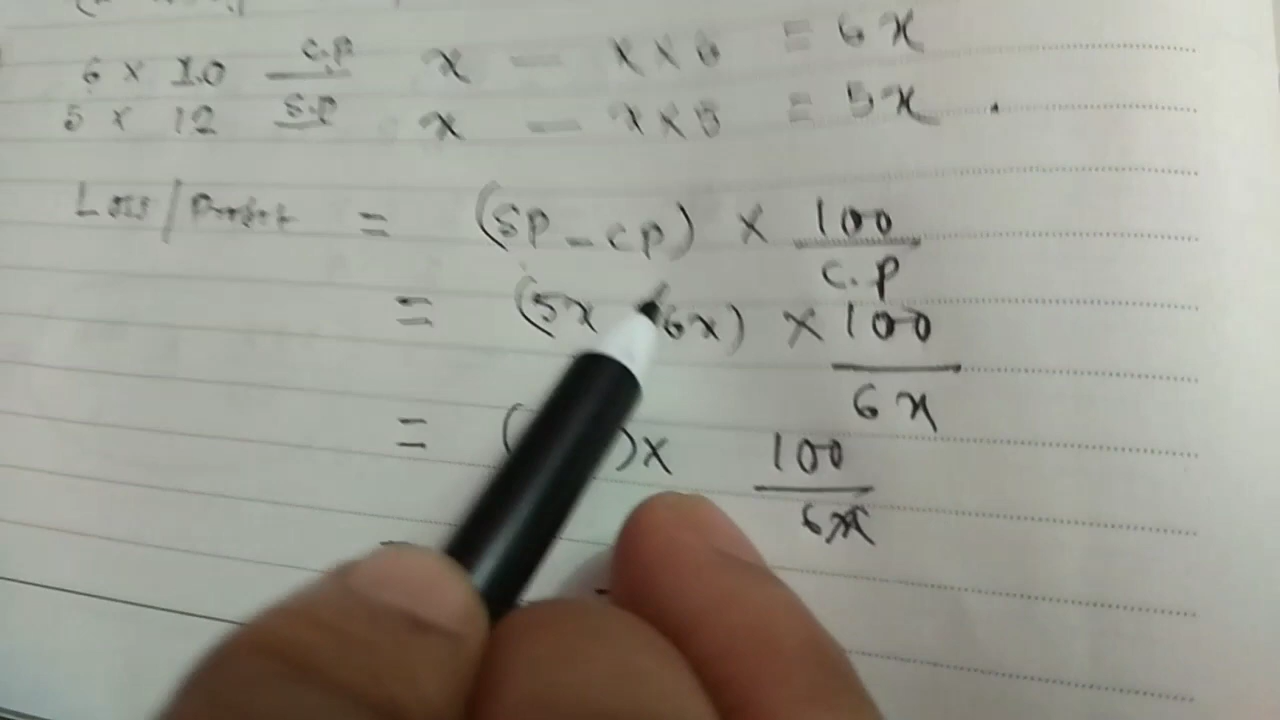 6 × 10 C.P x — x × 6 = 6x
5 × 12 S.P x — x × 5 = 5x .
Loss/Profit = (SP - CP) × 100/C.P
= (5x 6x) × 100/6x
= ( )× 100/6x